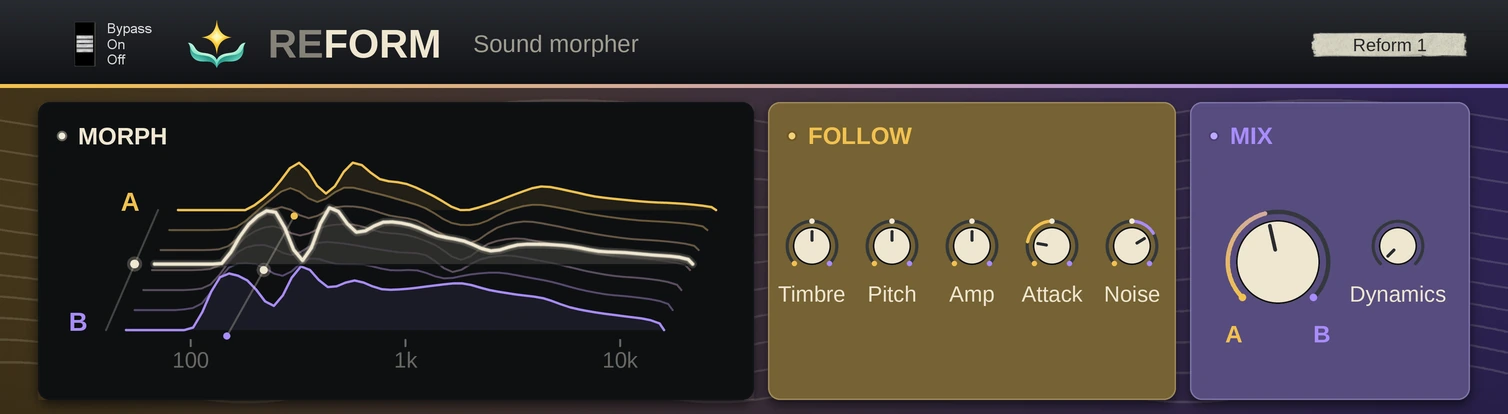 Bypass
On
Off
REFORM
Sound morpher
Reform 1
MORPH
A
B
100 1k 10k
FOLLOW
Timbre Pitch Amp Attack Noise
MIX
Dynamics
A B